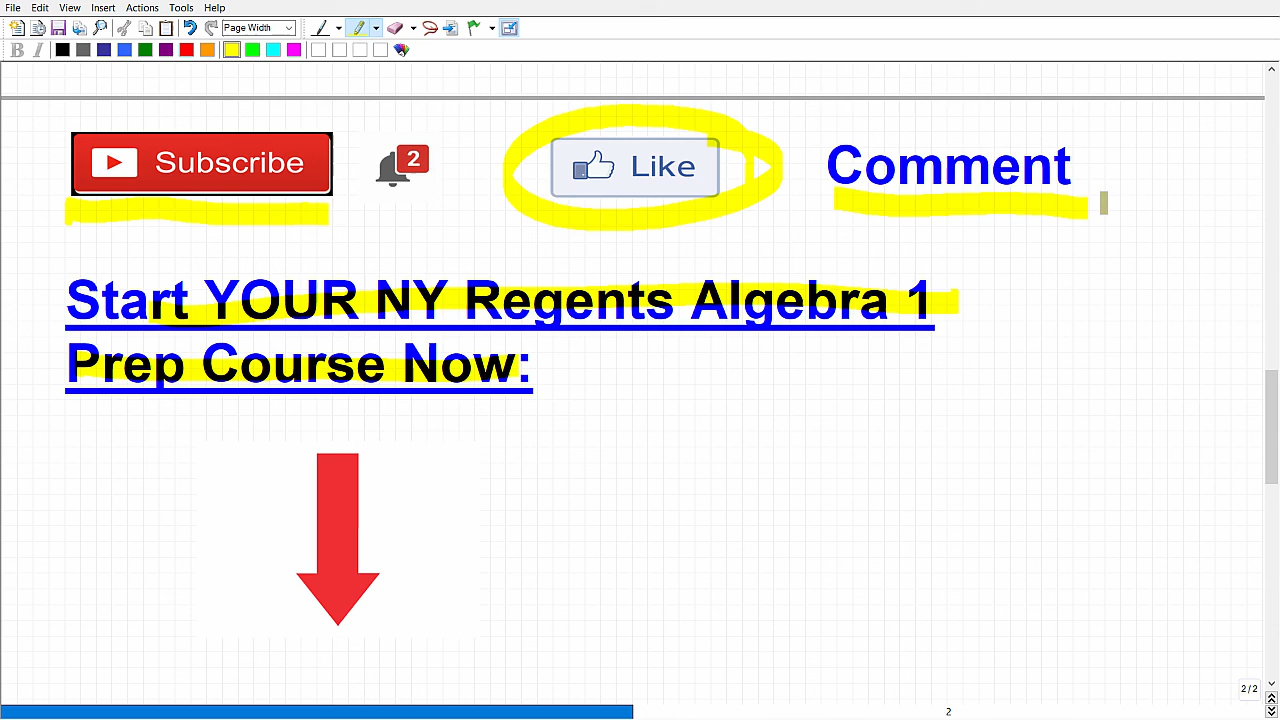 File Edit View Insert Actions Tools Help
Page Width
B I
Subscribe 2 Like Comment
Start YOUR NY Regents Algebra 1
Prep Course Now:
2/2
2